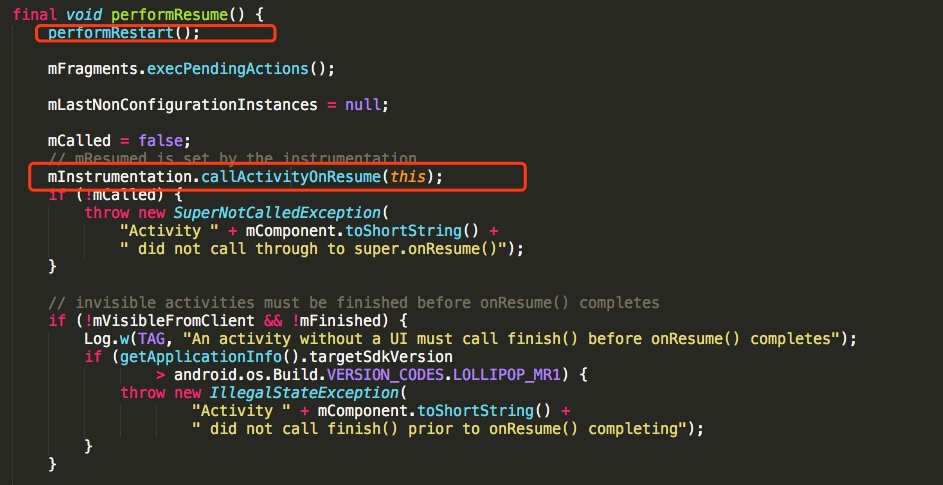 final void performResume() {
performRestart();
mFragments.execPendingActions();
mLastNonConfigurationInstances = null;
mCalled = false;
// mResumed is set by the instrumentation
mInstrumentation.callActivityOnResume(this);
if (!mCalled) {
throw new SuperNotCalledException(
"Activity " + mComponent.toShortString() +
" did not call through to super.onResume()");
}
// invisible activities must be finished before onResume() completes
if (!mVisibleFromClient && !mFinished) {
Log.w(TAG, "An activity without a UI must call finish() before onResume() completes");
if (getApplicationInfo().targetSdkVersion
> android.os.Build.VERSION_CODES.LOLLIPOP_MR1) {
throw new IllegalStateException(
"Activity " + mComponent.toShortString() +
" did not call finish() prior to onResume() completing");
}
}